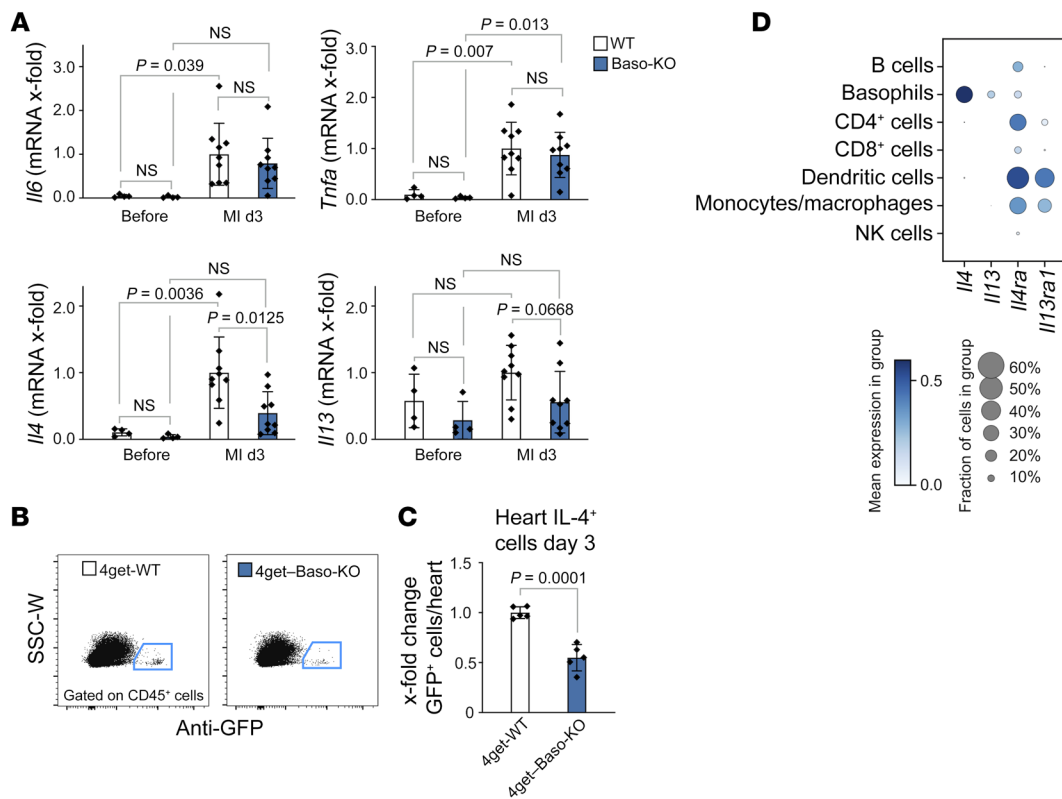 A
Il6 (mRNA x-fold)
3.0
2.0
1.0
0.0
NS
P = 0.039
NS
NS
Before
MI d3
Tnfa (mRNA x-fold)
3.0
2.0
1.0
0.0
P = 0.013
P = 0.007
NS
NS
Before
MI d3
WT
Baso-KO
Il4 (mRNA x-fold)
2.0
1.0
0.0
NS
P = 0.0036
P = 0.0125
NS
Before
MI d3
Il13 (mRNA x-fold)
2.0
1.0
0.0
NS
NS
P = 0.0668
NS
Before
MI d3
B
SSC-W
4get-WT
4get–Baso-KO
Gated on CD45+ cells
Anti-GFP
C
Heart IL-4+
cells day 3
x-fold change
GFP+ cells/heart
1.5
1.0
0.5
0
P = 0.0001
4get-WT
4get–Baso-KO
D
B cells
Basophils
CD4+ cells
CD8+ cells
Dendritic cells
Monocytes/macrophages
NK cells
Il4
Il13
Il4ra
Il13ra1
Mean expression in group
0.5
0.0
Fraction of cells in group
60%
50%
40%
30%
20%
10%